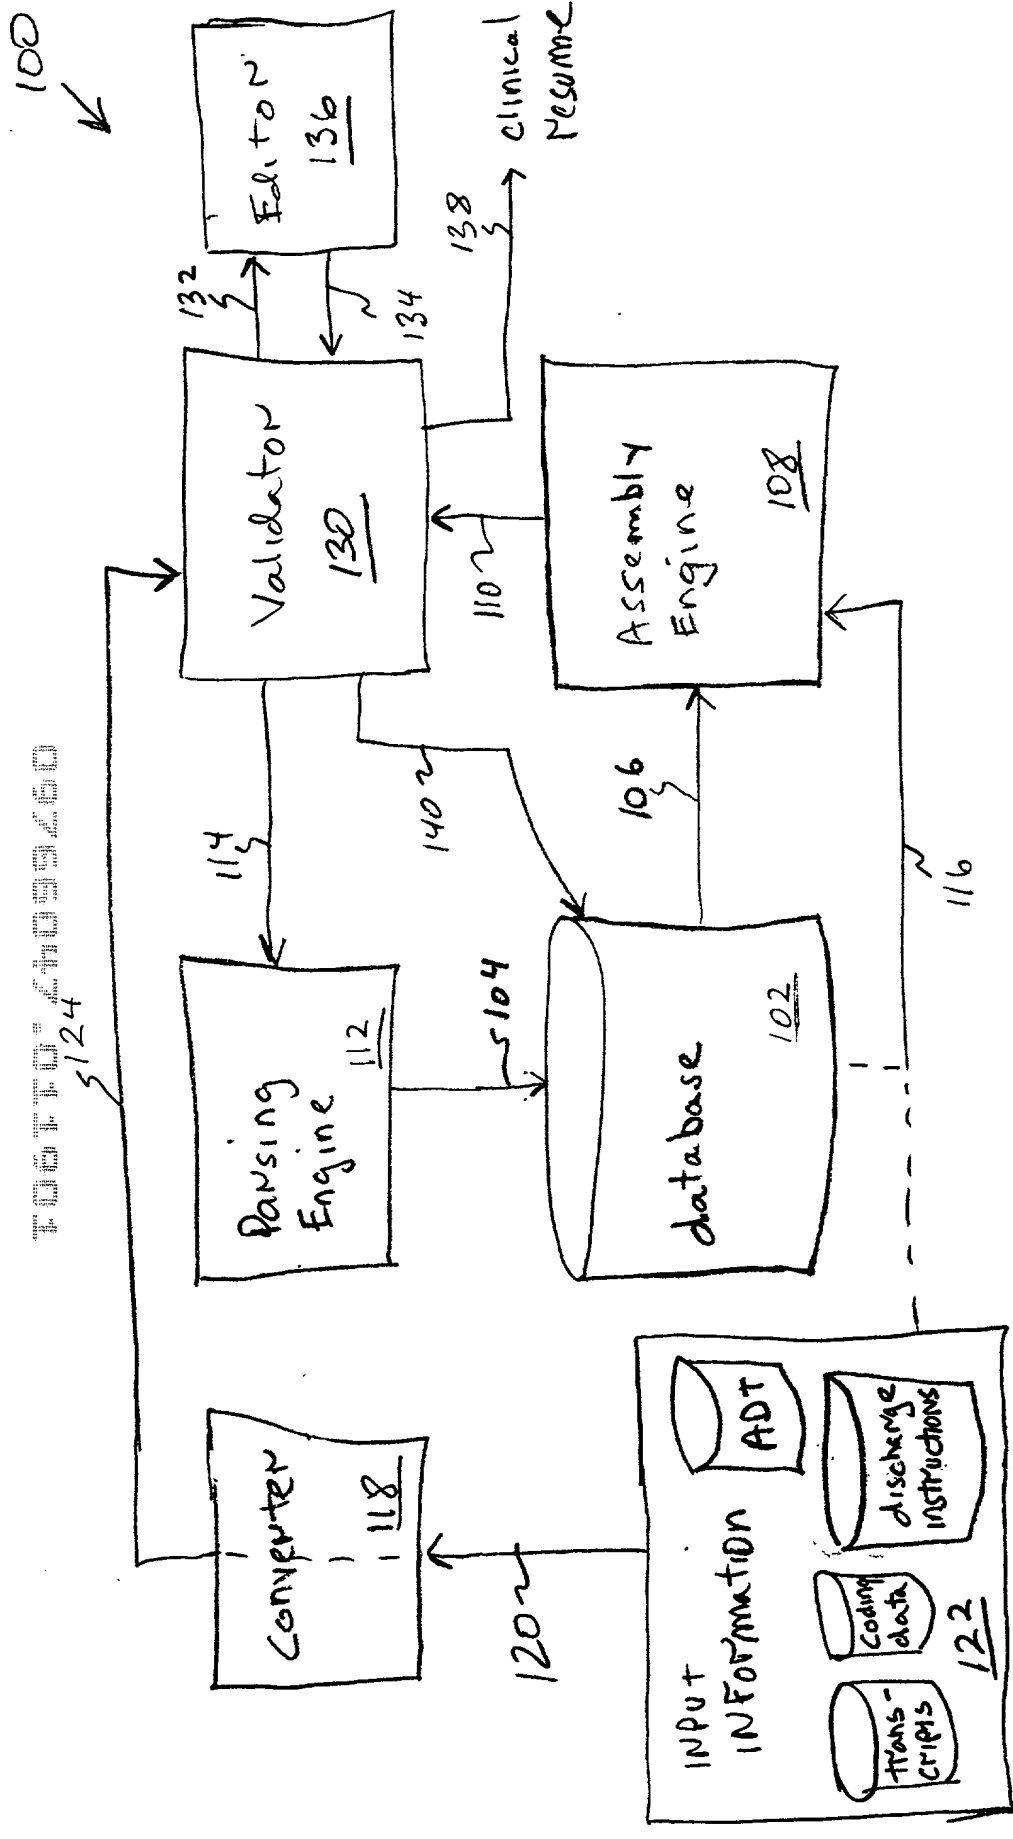 100
Editor
136
132
134
138
clinical
resume
Validator
130
110
Assembly
Engine
108
124
114
140
106
116
Parsing
Engine
112
104
database
102
Converter
118
120
INPUT
INFORMATION
ADT
discharge
instructions
coding
data
trans-
cripts
122